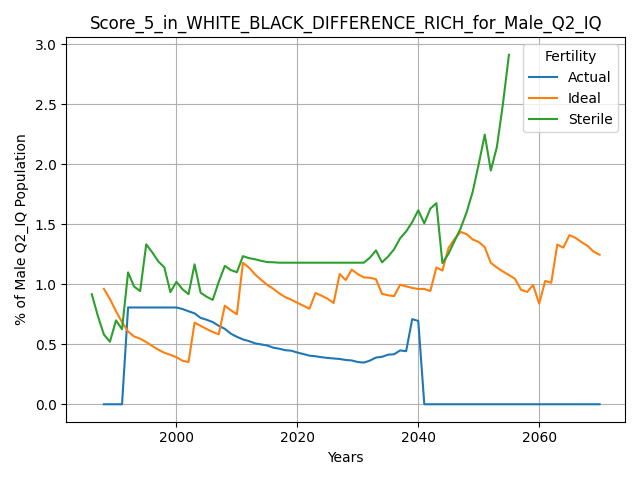 Score_5_in_WHITE_BLACK_DIFFERENCE_RICH_for_Male_Q2_IQ
Fertility
Actual
Ideal
Sterile
% of Male Q2_IQ Population
3.0
2.5
2.0
1.5
1.0
0.5
0.0
2000 2020 2040 2060
Years